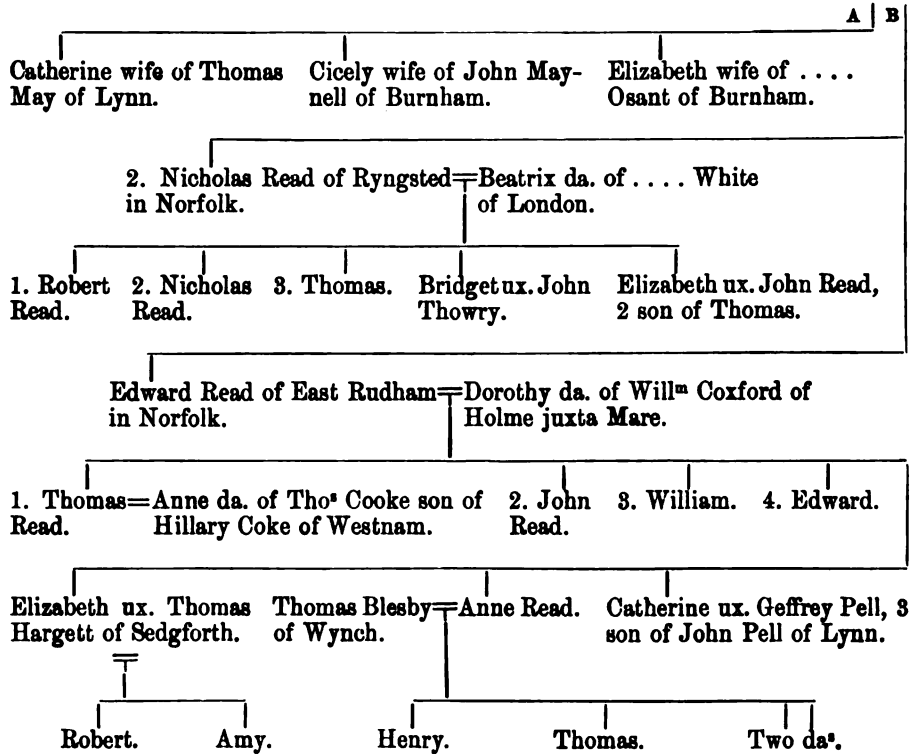 A B
Catherine wife of Thomas May of Lynn.
Cicely wife of John May-
nell of Burnham.
Elizabeth wife of . . . .
Osant of Burnham.
2. Nicholas Read of Ryngsted
in Norfolk.
Beatrix da. of . . . . White
of London.
1. Robert
Read.
2. Nicholas
Read.
3. Thomas.
Bridget ux. John
Thowry.
Elizabeth ux. John Read,
2 son of Thomas.
Edward Read of East Rudham
in Norfolk.
Dorothy da. of Willᵐ Coxford of
Holme juxta Mare.
1. Thomas
Read.
Anne da. of Thoˢ Cooke son of
Hillary Coke of Westnam.
2. John
Read.
3. William.
4. Edward.
Elizabeth ux. Thomas
Hargett of Sedgforth.
Thomas Blesby
of Wynch.
Anne Read.
Catherine ux. Geffrey Pell, 3
son of John Pell of Lynn.
Robert.
Amy.
Henry.
Thomas.
Two daˢ.